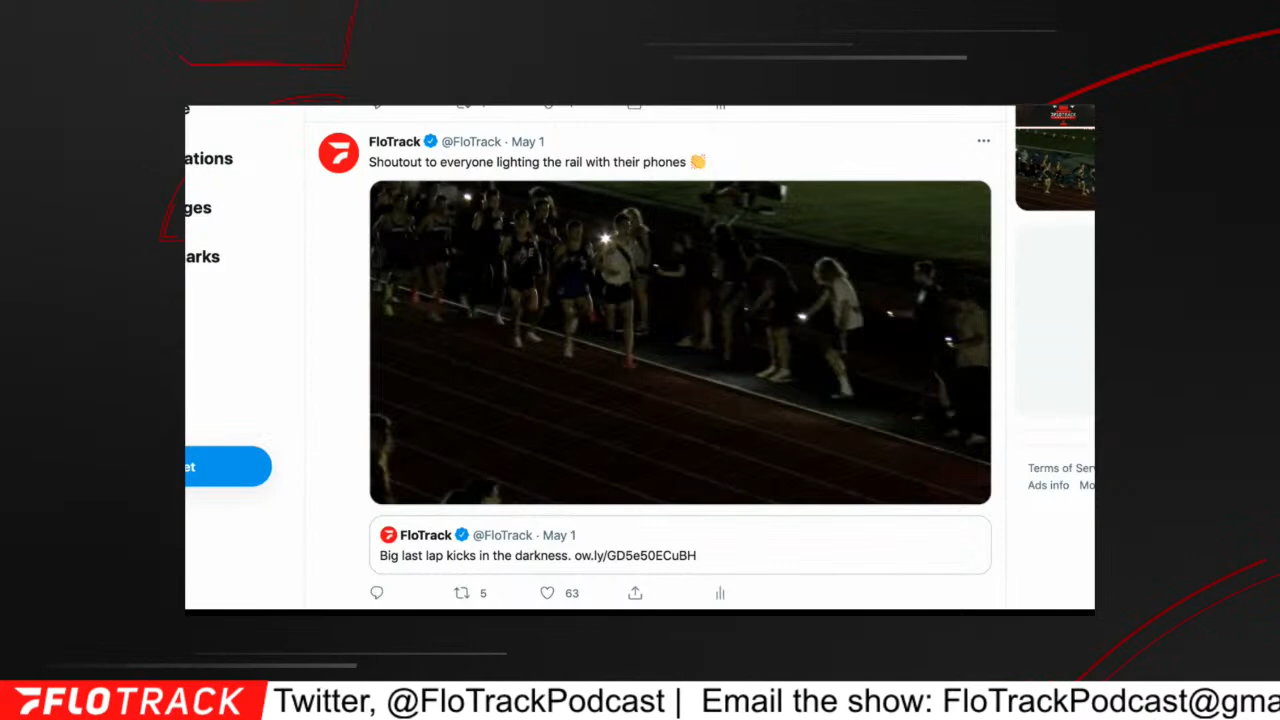 ations
ges
arks
et
FloTrack @FloTrack · May 1
Shoutout to everyone lighting the rail with their phones 👏
FloTrack @FloTrack · May 1
Big last lap kicks in the darkness. ow.ly/GD5e50ECuBH
5 63
Terms of Serv
Ads info Mo
FLOTRACK Twitter, @FloTrackPodcast | Email the show: FloTrackPodcast@gma